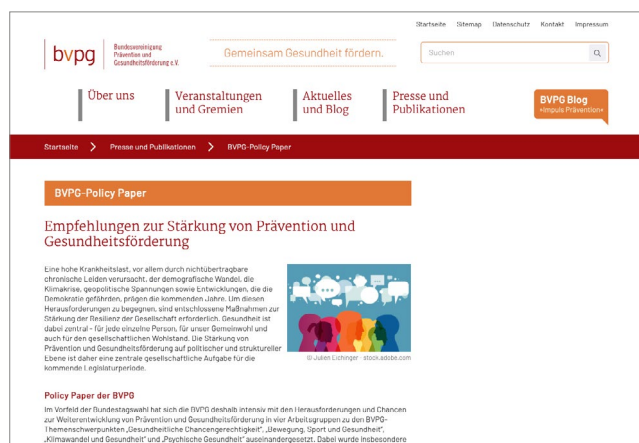 Startseite Sitemap Datenschutz Kontakt Impressum
bvpg
Bundesvereinigung
Prävention und
Gesundheitsförderung e.V.
Gemeinsam Gesundheit fördern.
Suchen
Über uns
Veranstaltungen
und Gremien
Aktuelles
und Blog
Presse und
Publikationen
BVPG Blog
»Impuls Prävention«
Startseite > Presse und Publikationen > BVPG-Policy Paper
BVPG-Policy Paper
Empfehlungen zur Stärkung von Prävention und
Gesundheitsförderung
Eine hohe Krankheitslast, vor allem durch nichtübertragbare
chronische Leiden verursacht, der demografische Wandel, die
Klimakrise, geopolitische Spannungen sowie Entwicklungen, die die
Demokratie gefährden, prägen die kommenden Jahre. Um diesen
Herausforderungen zu begegnen, sind entschlossene Maßnahmen zur
Stärkung der Resilienz der Gesellschaft erforderlich. Gesundheit ist
dabei zentral - für jede einzelne Person, für unser Gemeinwohl und
auch für den gesellschaftlichen Wohlstand. Die Stärkung von
Prävention und Gesundheitsförderung auf politischer und struktureller
Ebene ist daher eine zentrale gesellschaftliche Aufgabe für die
kommende Legislaturperiode.
© Julien Eichinger - stock.adobe.com
Policy Paper der BVPG
Im Vorfeld der Bundestagswahl hat sich die BVPG deshalb intensiv mit den Herausforderungen und Chancen
zur Weiterentwicklung von Prävention und Gesundheitsförderung in vier Arbeitsgruppen zu den BVPG-
Themenschwerpunkten „Gesundheitliche Chancengerechtigkeit", „Bewegung, Sport und Gesundheit",
„Klimawandel und Gesundheit" und „Psychische Gesundheit" auseinandergesetzt. Dabei wurde insbesondere